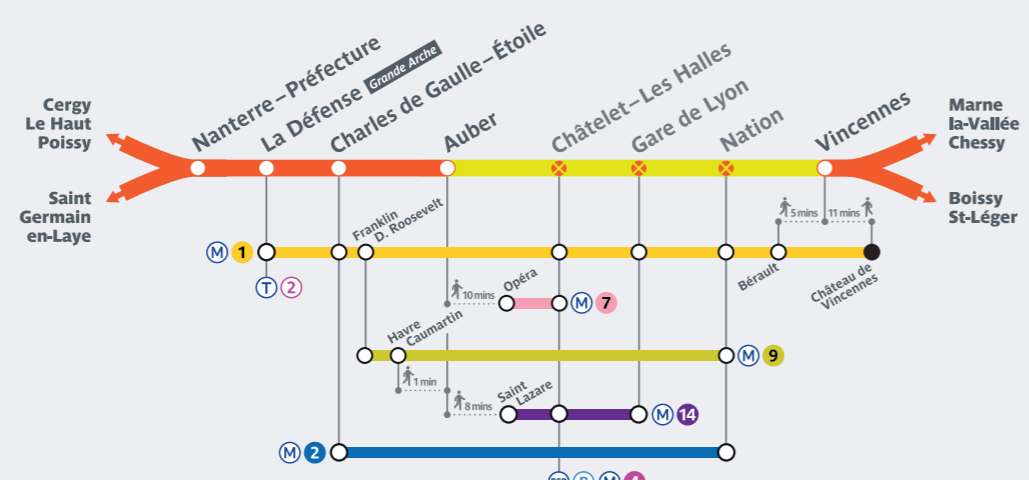 Nanterre–Préfecture
La Défense Grande Arche
Charles de Gaulle–Étoile
Auber
Châtelet–Les Halles
Gare de Lyon
Nation
Vincennes
Cergy
Le Haut
Poissy
Saint
Germain
en-Laye
Marne
la-Vallée
Chessy
Boissy
St-Léger
5 mins
11 mins
Franklin
D. Roosevelt
M 1
T 2
Bérault
Château de
Vincennes
10 mins
Opéra
M 7
Havre
Caumartin
M 9
1 min
8 mins
Saint
Lazare
M 14
M 2